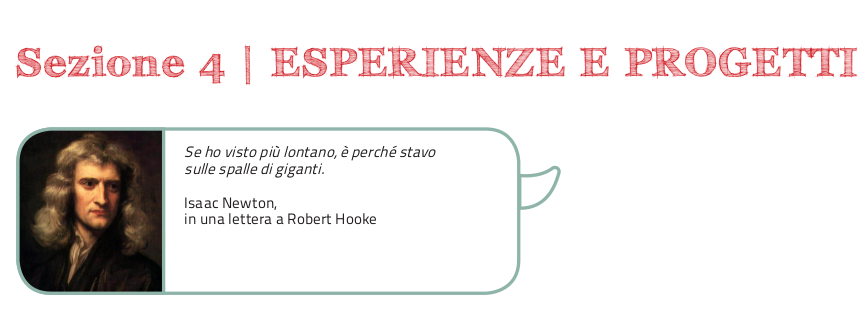 Sezione 4 | ESPERIENZE E PROGETTI
Se ho visto più lontano, è perché stavo
sulle spalle di giganti.
Isaac Newton,
in una lettera a Robert Hooke